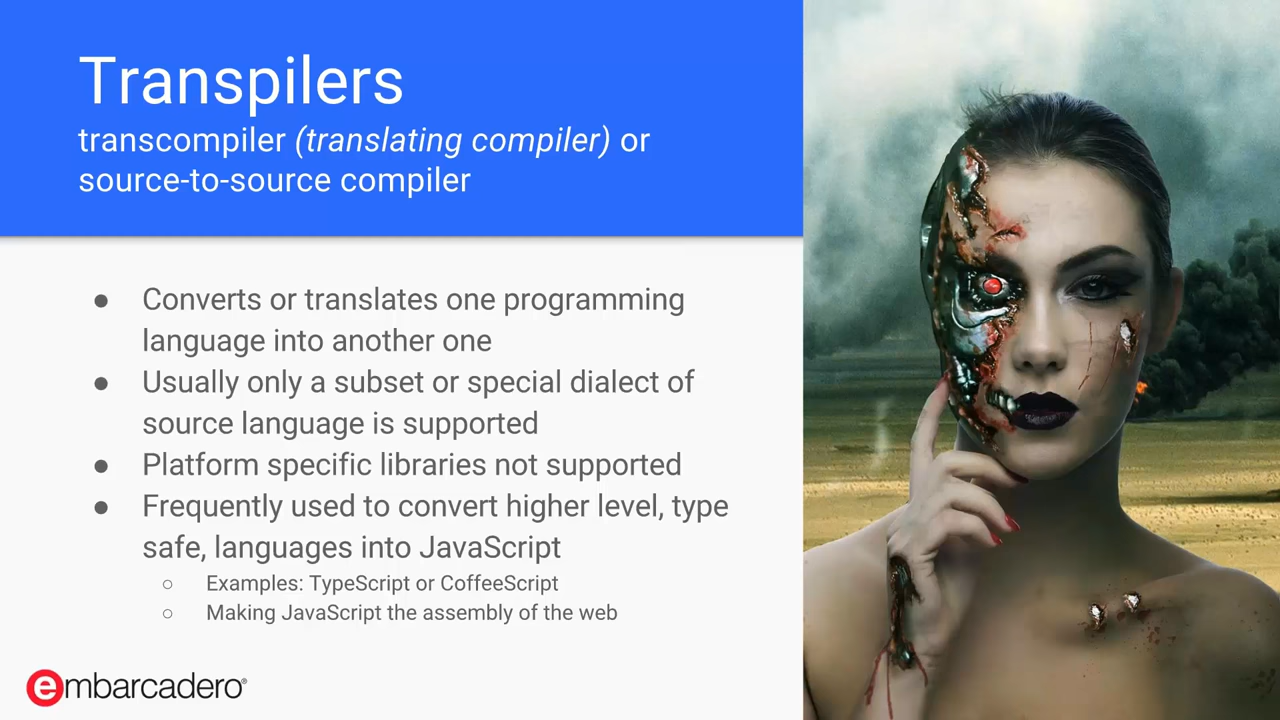 Transpilers
transcompiler (translating compiler) or
source-to-source compiler
● Converts or translates one programming
language into another one
● Usually only a subset or special dialect of
source language is supported
● Platform specific libraries not supported
● Frequently used to convert higher level, type
safe, languages into JavaScript
○ Examples: TypeScript or CoffeeScript
○ Making JavaScript the assembly of the web
embarcadero®